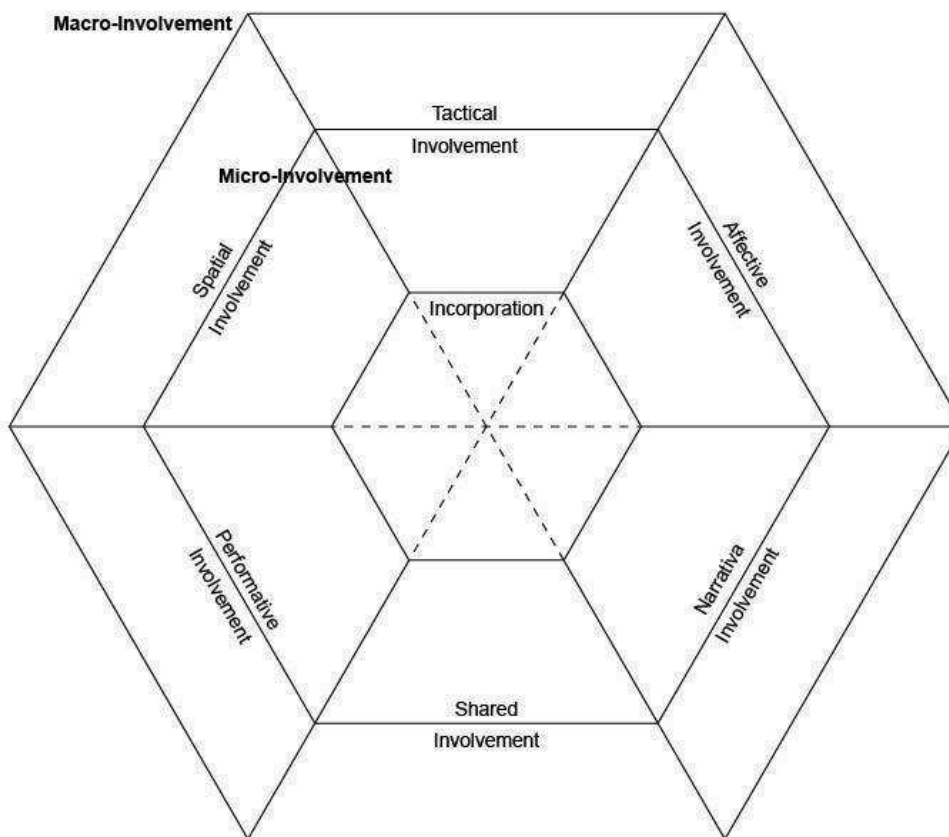 Macro-Involvement
Tactical
Involvement
Micro-Involvement
Spatial
Involvement
Affective
Involvement
Incorporation
Performative
Involvement
Narrativa
Involvement
Shared
Involvement